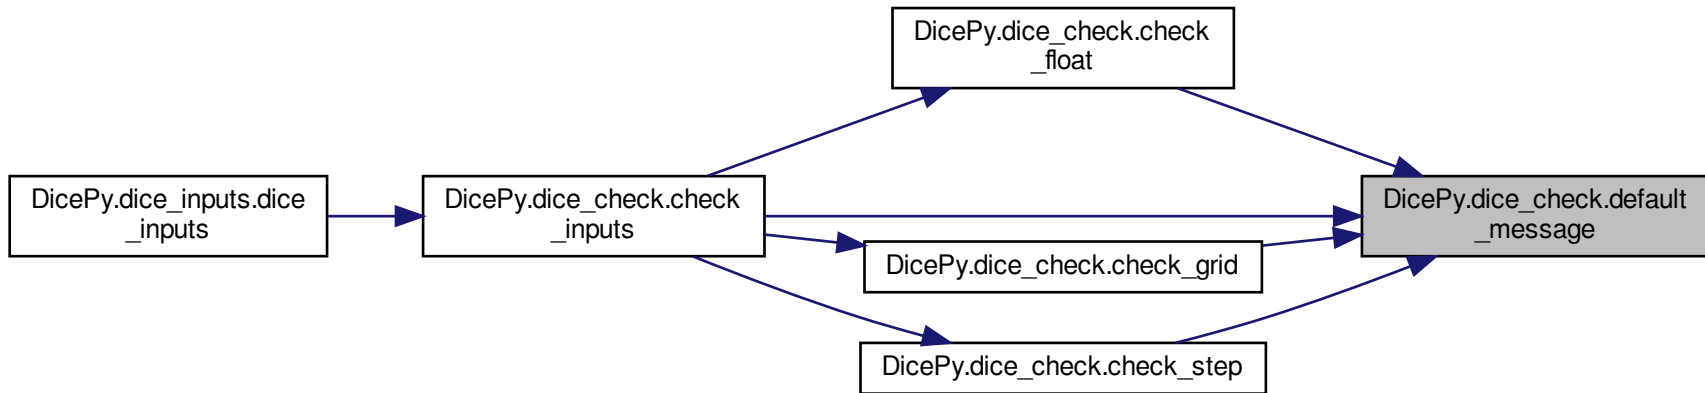 DicePy.dice_check.check
_float
DicePy.dice_inputs.dice
_inputs
DicePy.dice_check.check
_inputs
DicePy.dice_check.default
_message
DicePy.dice_check.check_grid
DicePy.dice_check.check_step